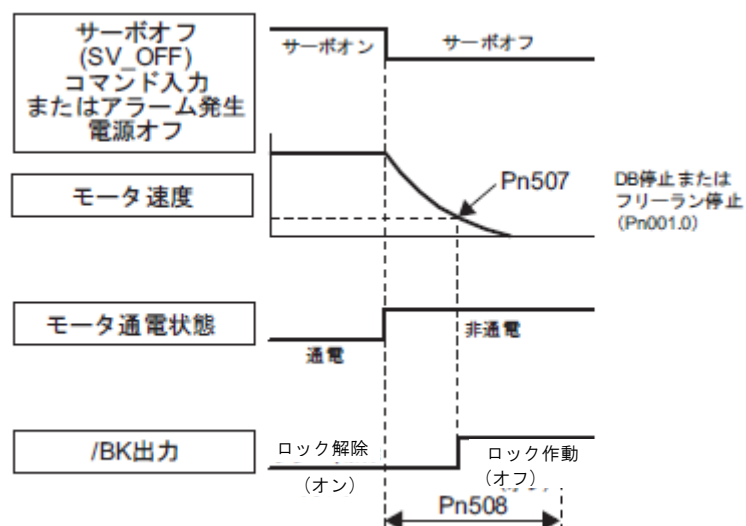 サーボオフ
(SV_OFF)
コマンド入力
またはアラーム発生
電源オフ
サーボオン
サーボオフ
モータ速度
Pn507
DB停止または
フリーラン停止
(Pn001.0)
モータ通電状態
通電
非通電
/BK出力
ロック解除
(オン)
ロック作動
(オフ)
Pn508